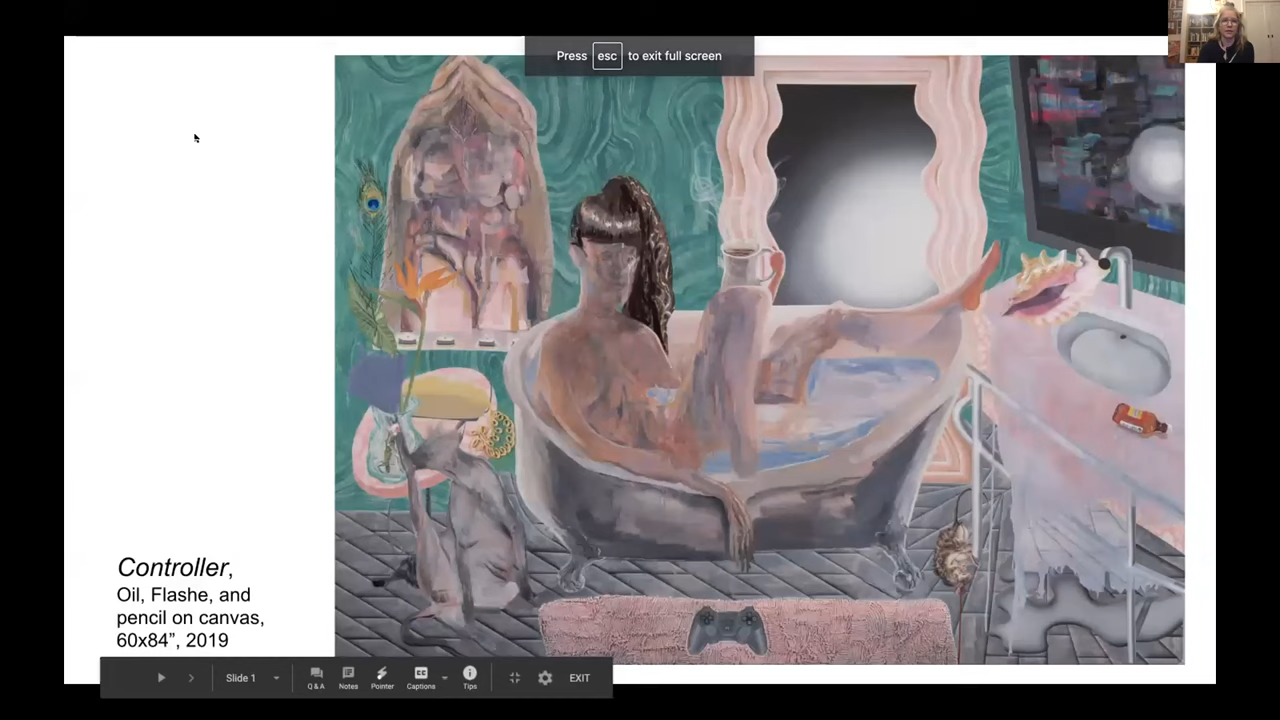 Press esc to exit full screen
Controller,
Oil, Flashe, and
pencil on canvas,
60x84”, 2019
Slide 1
Q & A
Notes
Pointer
CC
Captions
Tips
EXIT